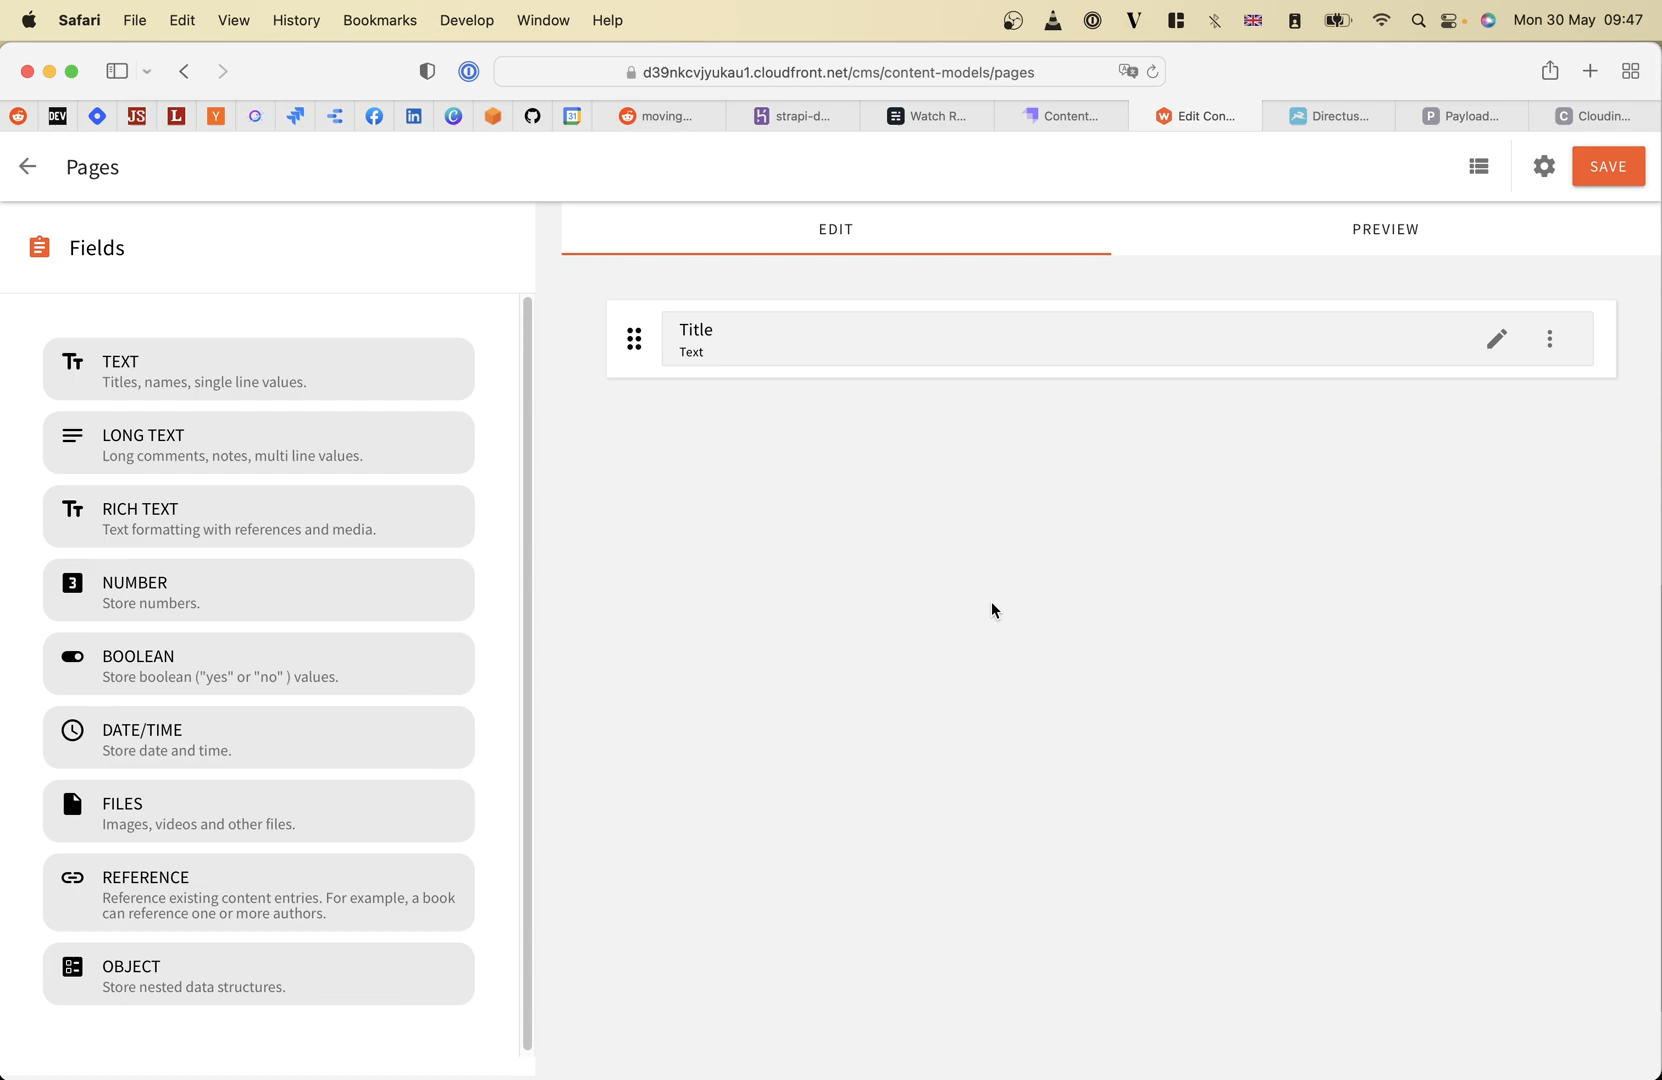 Safari File Edit View History Bookmarks Develop Window Help Mon 30 May 09:47
d39nkcvjyukau1.cloudfront.net/cms/content-models/pages
DEV JS L Y 31 moving... strapi-d... Watch R... Content... W Edit Con... Directus... P Payload... C Cloudin...
Pages
SAVE
Fields
EDIT
PREVIEW
Title
Text
TEXT
Titles, names, single line values.
LONG TEXT
Long comments, notes, multi line values.
RICH TEXT
Text formatting with references and media.
3 NUMBER
Store numbers.
BOOLEAN
Store boolean ("yes" or "no" ) values.
DATE/TIME
Store date and time.
FILES
Images, videos and other files.
REFERENCE
Reference existing content entries. For example, a book
can reference one or more authors.
OBJECT
Store nested data structures.